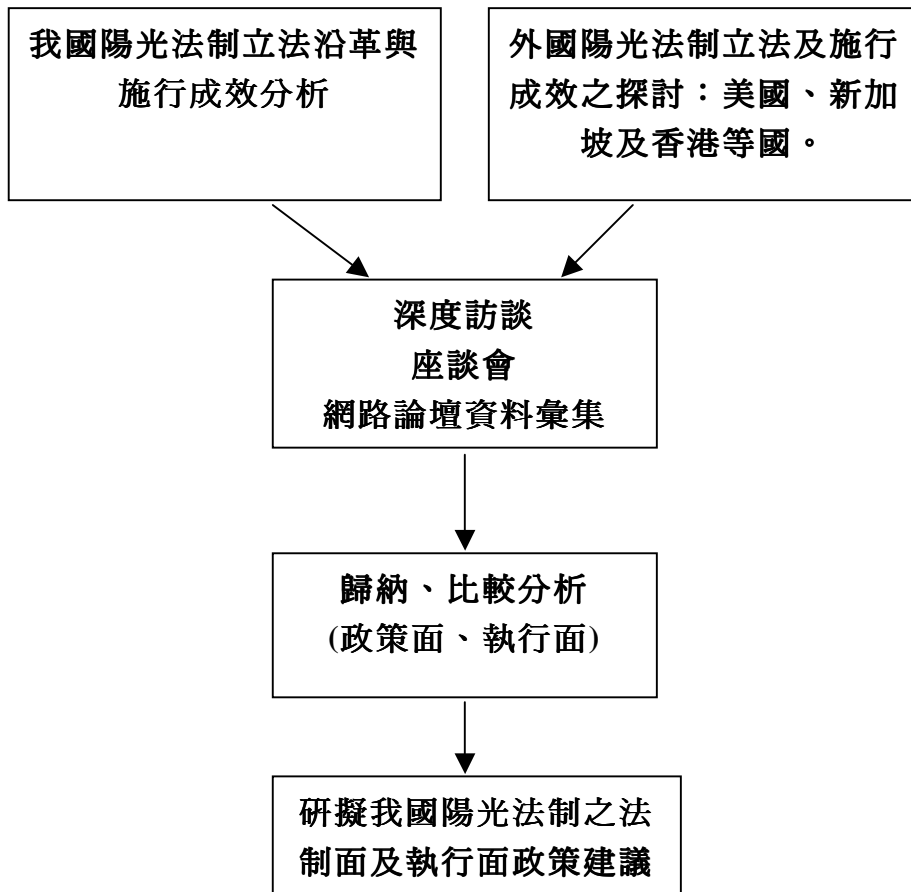 我國陽光法制立法沿革與
施行成效分析
外國陽光法制立法及施行
成效之探討：美國、新加
坡及香港等國。
深度訪談
座談會
網路論壇資料彙集
歸納、比較分析
(政策面、執行面)
研擬我國陽光法制之法
制面及執行面政策建議